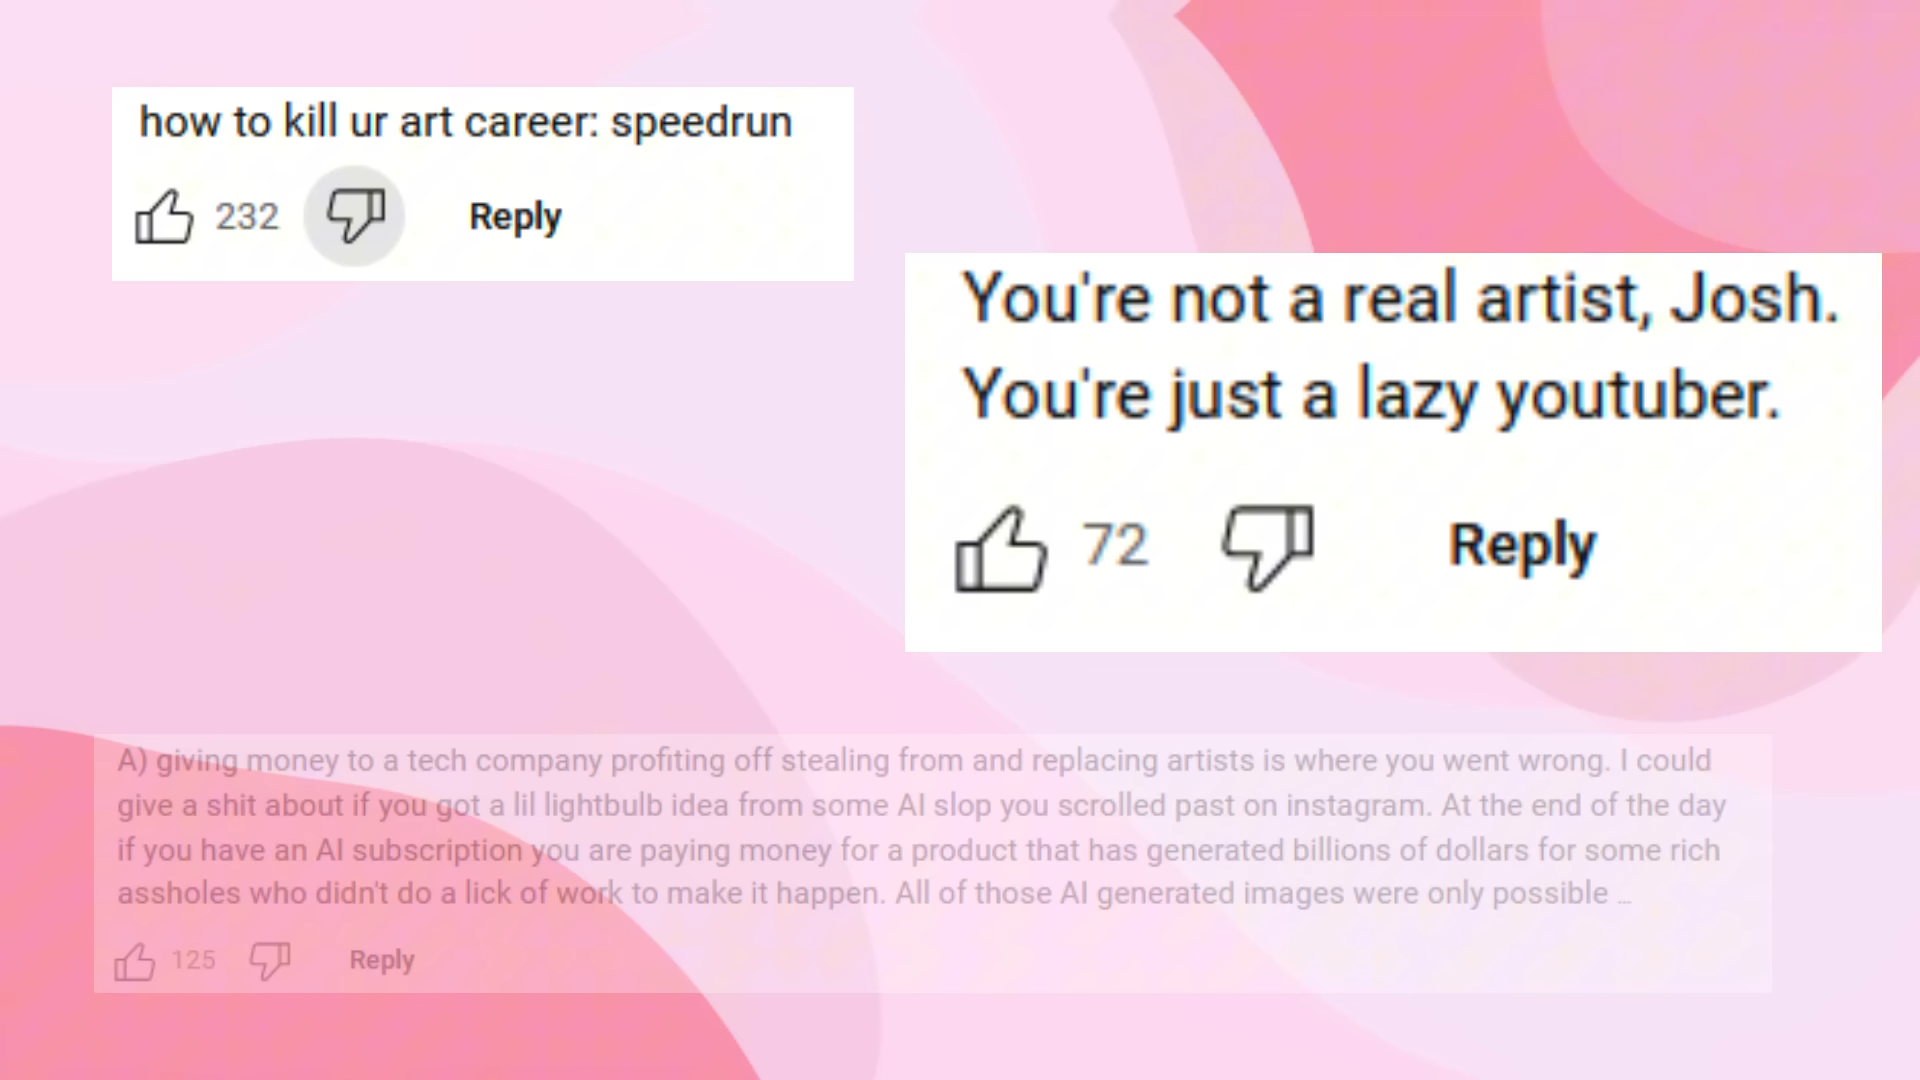 how to kill ur art career: speedrun
232 Reply
You're not a real artist, Josh.
You're just a lazy youtuber.
72 Reply
A) giving money to a tech company profiting off stealing from and replacing artists is where you went wrong. I could
give a shit about if you got a lil lightbulb idea from some AI slop you scrolled past on instagram. At the end of the day
if you have an AI subscription you are paying money for a product that has generated billions of dollars for some rich
assholes who didn't do a lick of work to make it happen. All of those AI generated images were only possible ...
125 Reply